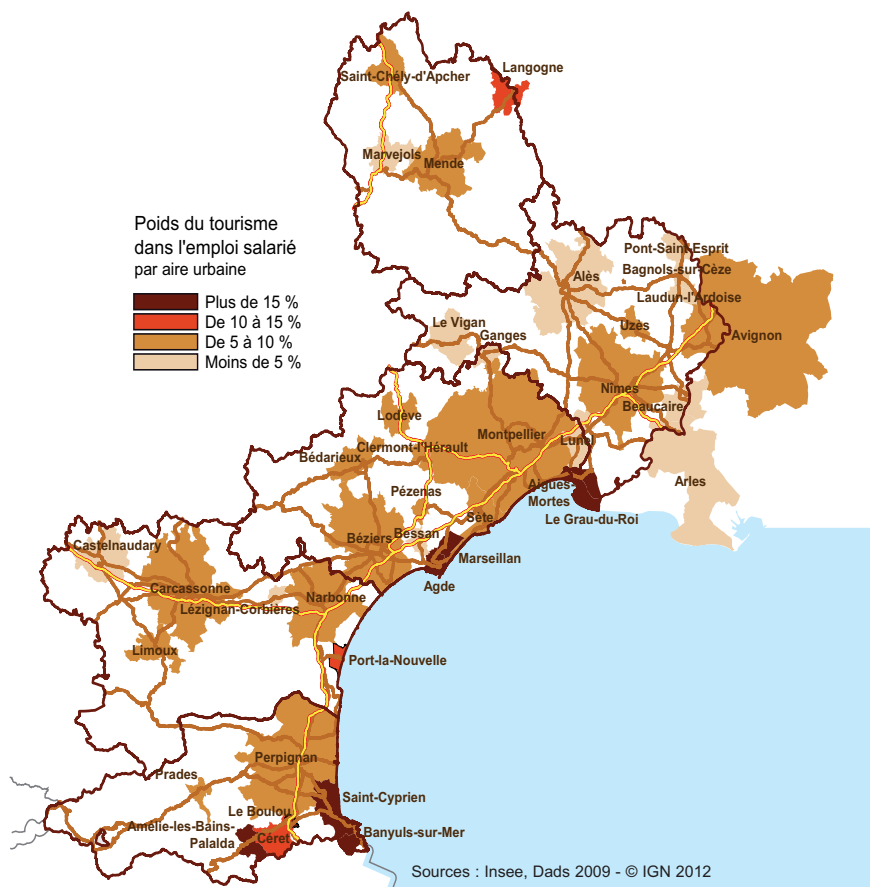 Langogne
Saint-Chély-d'Apcher
Marvejols
Mende
Poids du tourisme
dans l'emploi salarié
par aire urbaine
Plus de 15 %
De 10 à 15 %
De 5 à 10 %
Moins de 5 %
Pont-Saint-Esprit
Alès
Bagnols-sur-Cèze
Laudun-l'Ardoise
Le Vigan
Uzès
Ganges
Avignon
Nîmes
Beaucaire
Lodève
Montpellier
Lunel
Clermont-l'Hérault
Bédarieux
Arles
Aigues-
Mortes
Pézenas
Sète
Le Grau-du-Roi
Bessan
Béziers
Castelnaudary
Marseillan
Agde
Carcassonne
Narbonne
Lézignan-Corbières
Limoux
Port-la-Nouvelle
Perpignan
Prades
Saint-Cyprien
Le Boulou
Amélie-les-Bains-
Palalda
Céret
Banyuls-sur-Mer
Sources : Insee, Dads 2009 - © IGN 2012